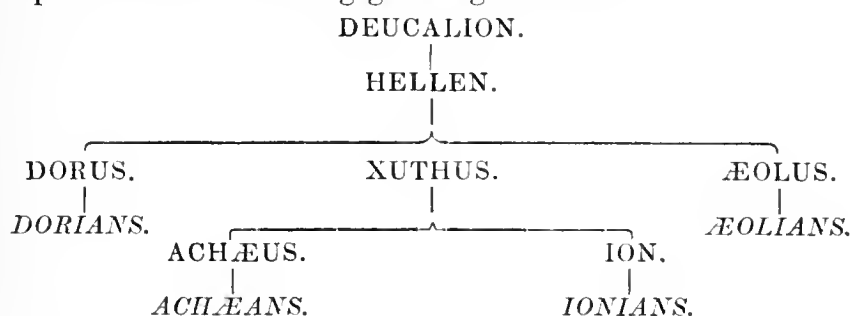 DEUCALION.
HELLEN.
DORUS. XUTHUS. ÆOLUS.
DORIANS. ÆOLIANS.
ACHÆUS. ION.
ACHÆANS. IONIANS.